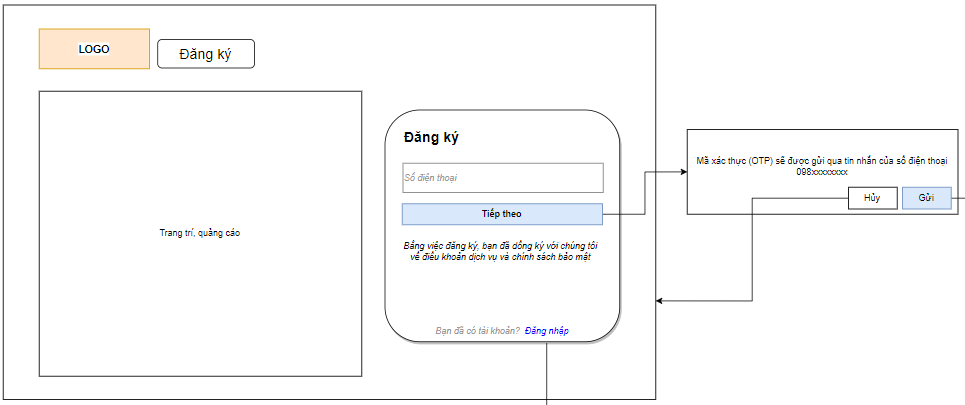 LOGO
Đăng ký
Trang trí, quảng cáo
Đăng ký
Số điện thoại
Tiếp theo
Bằng việc đăng ký, bạn đã đồng ký với chúng tôi
về điều khoản dịch vụ và chính sách bảo mật
Bạn đã có tài khoản? Đăng nhập
Mã xác thực (OTP) sẽ được gửi qua tin nhắn của số điện thoại
098xxxxxxx
Hủy
Gửi